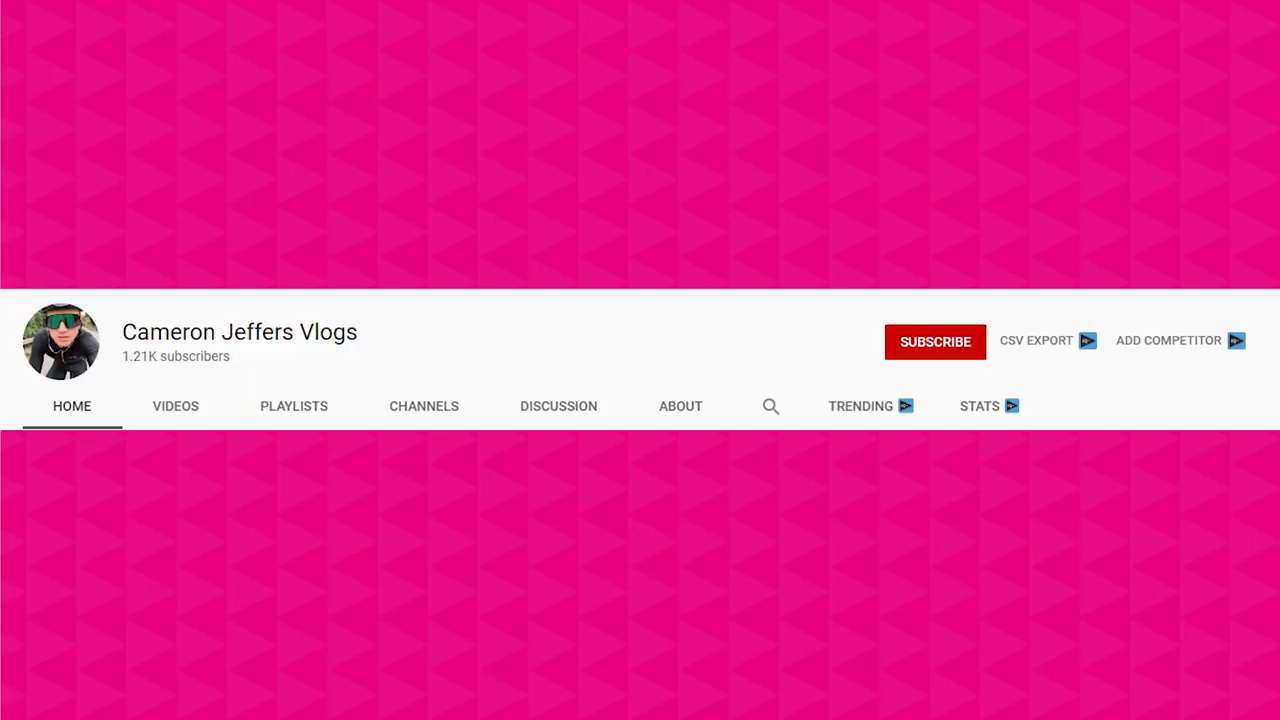 Cameron Jeffers Vlogs
1.21K subscribers
SUBSCRIBE CSV EXPORT ADD COMPETITOR
HOME VIDEOS PLAYLISTS CHANNELS DISCUSSION ABOUT TRENDING STATS